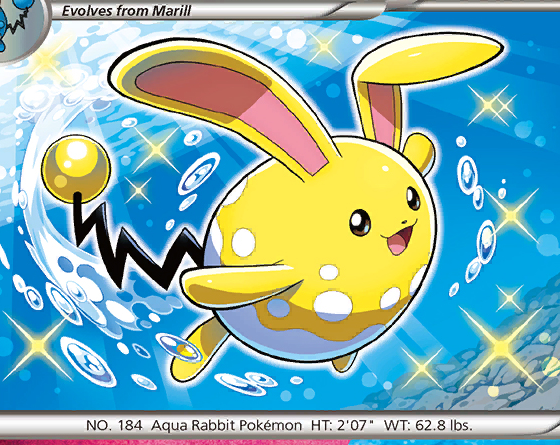 Evolves from Marill
NO. 184 Aqua Rabbit Pokémon HT: 2'07" WT: 62.8 lbs.